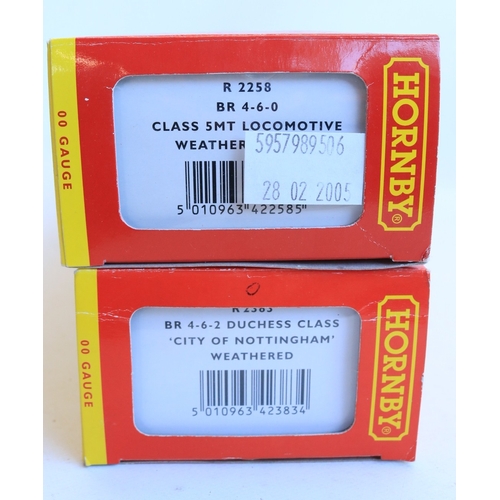 R 2258
BR 4-6-0
CLASS 5MT LOCOMOTIVE
WEATHER
5957989506
28 02 2005
5 010963 422585
00 GAUGE
HORNBY®
R 2383
BR 4-6-2 DUCHESS CLASS
'CITY OF NOTTINGHAM'
WEATHERED
5 010963 423834
00 GAUGE
HORNBY®